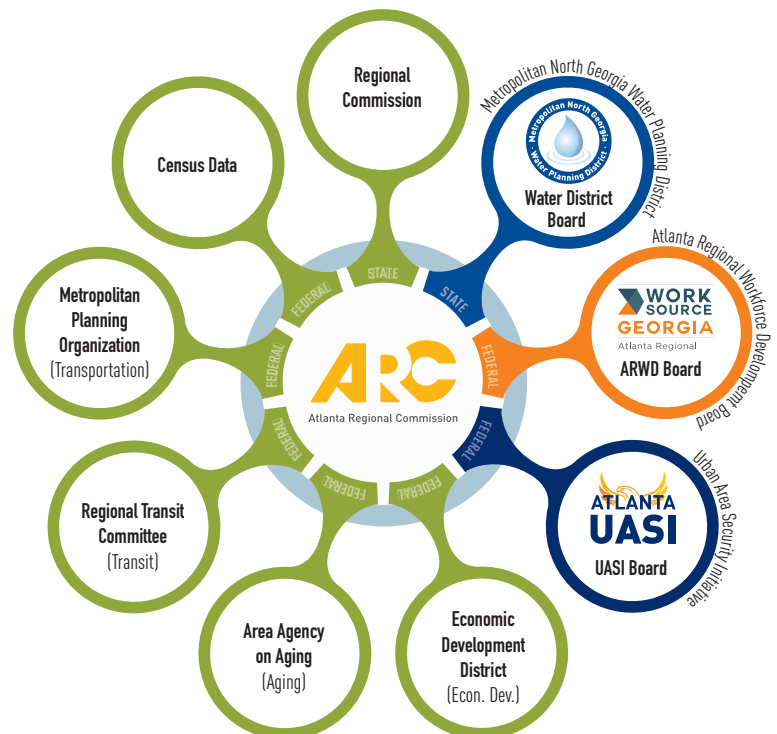 Regional
Commission
STATE
Metropolitan North Georgia Water Planning District
Metropolitan North Georgia
Water Planning District
Water District
Board
STATE
Atlanta Regional Workforce Development Board
WORK
SOURCE
GEORGIA
Atlanta Regional
ARWD Board
FEDERAL
Urban Area Security Initiative
ATLANTA
UASI
UASI Board
FEDERAL
Economic
Development
District
(Econ. Dev.)
FEDERAL
Area Agency
on Aging
(Aging)
FEDERAL
Regional Transit
Committee
(Transit)
FEDERAL
Metropolitan
Planning
Organization
(Transportation)
FEDERAL
Census Data
FEDERAL
ARC
Atlanta Regional Commission